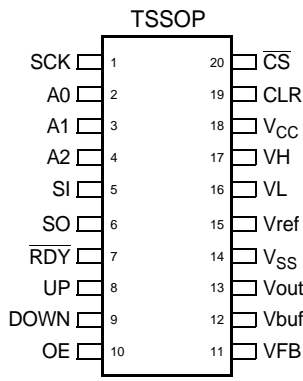 TSSOP
SCK 1 20 C̅S̅
A0 2 19 CLR
A1 3 18 VCC
A2 4 17 VH
SI 5 16 VL
SO 6 15 Vref
R̅D̅Y̅ 7 14 VSS
UP 8 13 Vout
DOWN 9 12 Vbuf
OE 10 11 VFB